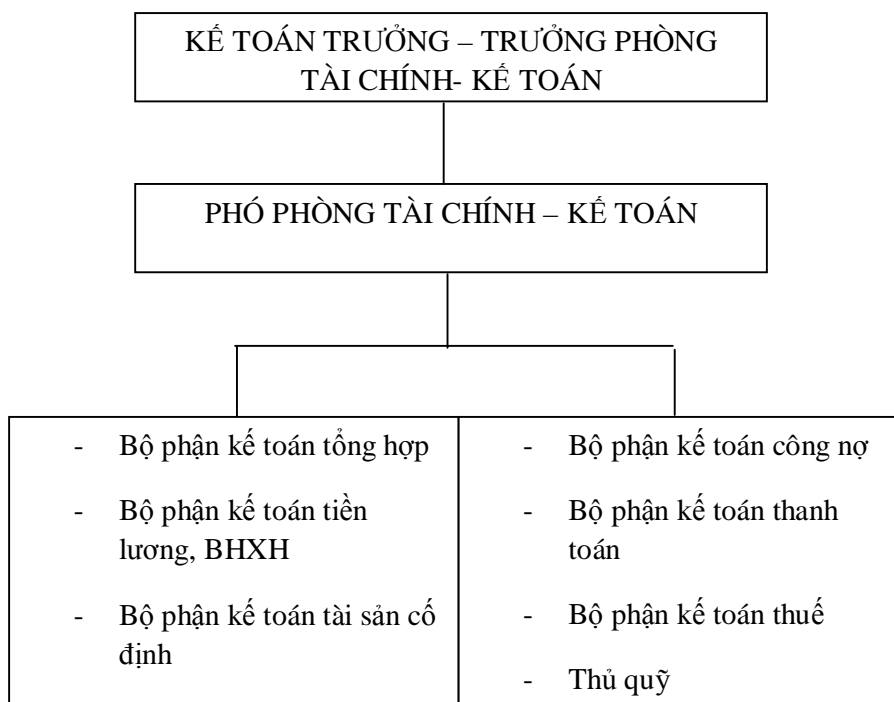 KẾ TOÁN TRƯỞNG – TRƯỞNG PHÒNG
TÀI CHÍNH- KẾ TOÁN
PHÓ PHÒNG TÀI CHÍNH – KẾ TOÁN
- Bộ phận kế toán tổng hợp
- Bộ phận kế toán tiền
lương, BHXH
- Bộ phận kế toán tài sản cố
định
- Bộ phận kế toán công nợ
- Bộ phận kế toán thanh
toán
- Bộ phận kế toán thuế
- Thủ quỹ